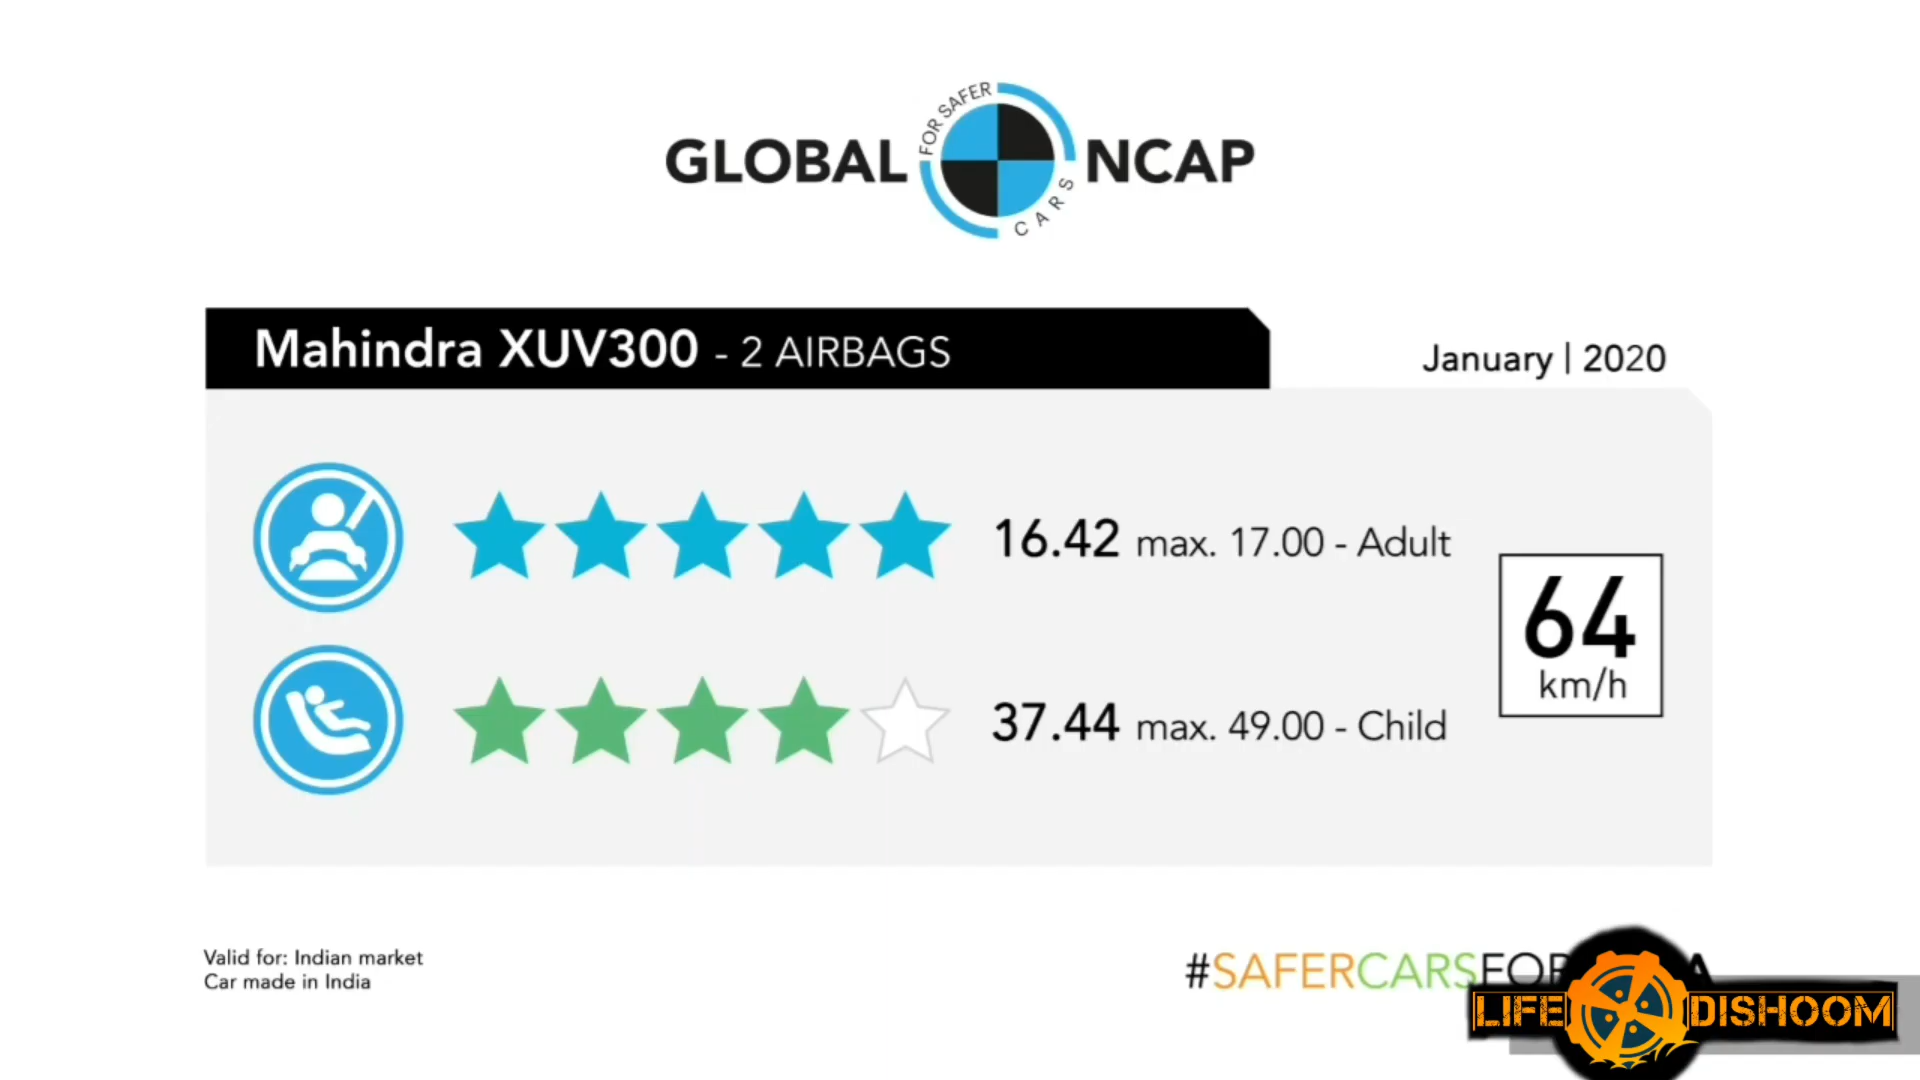 GLOBAL NCAP
FOR SAFER
CARS
Mahindra XUV300 - 2 AIRBAGS
January | 2020
16.42 max. 17.00 - Adult
64
km/h
37.44 max. 49.00 - Child
Valid for: Indian market
Car made in India
#SAFERCARSFOR
LIFE DISHOOM